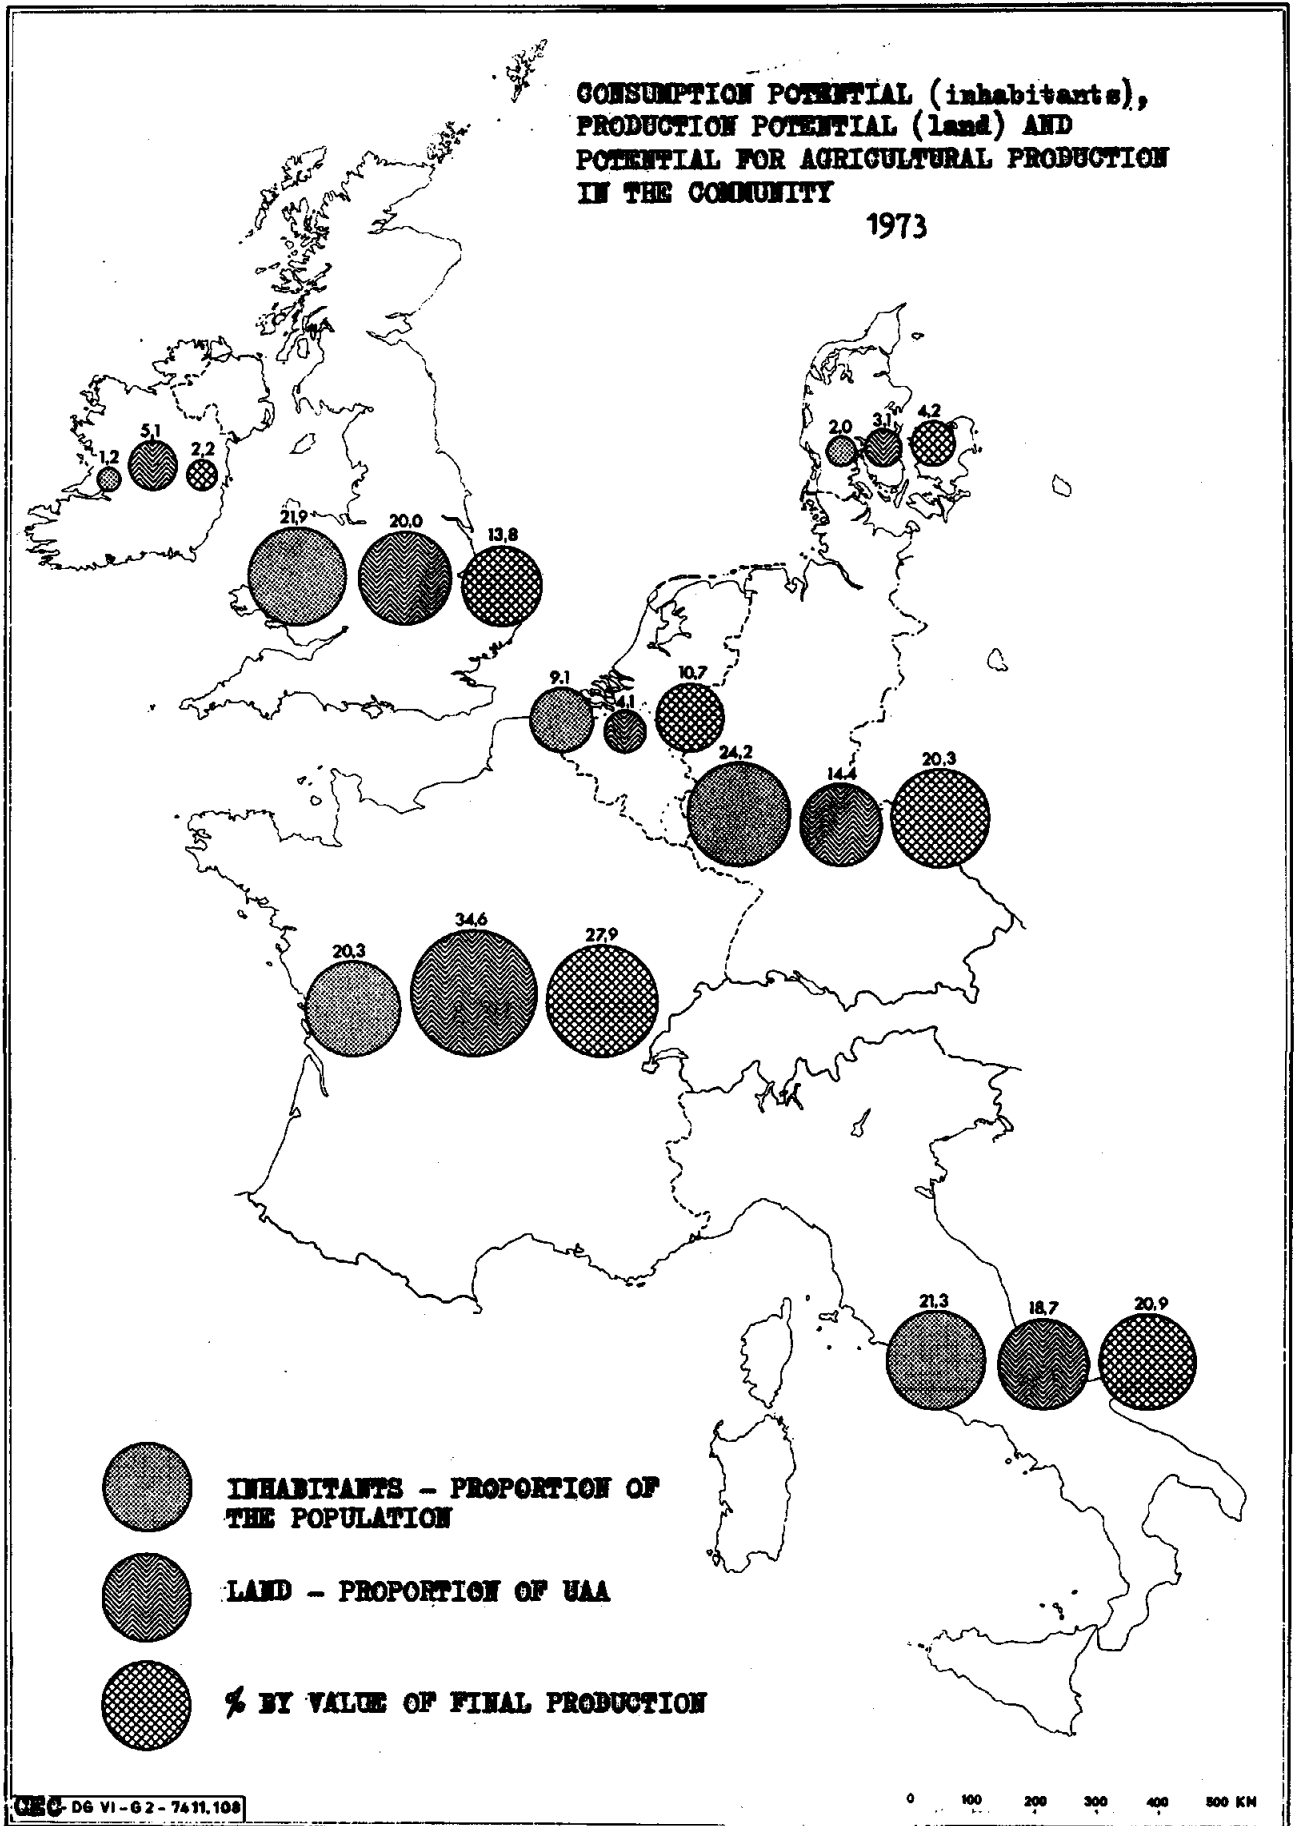 CONSUMPTION POTENTIAL (inhabitants),
PRODUCTION POTENTIAL (land) AND
POTENTIAL FOR AGRICULTURAL PRODUCTION
IN THE COMMUNITY
1973
2,0
3,1
4,2
1,2
5,1
2,2
21,9
20,0
13,8
9,1
4,1
10,7
24,2
14,4
20,3
20,3
34,6
27,9
21,3
18,7
20,9
INHABITANTS - PROPORTION OF
THE POPULATION
LAND - PROPORTION OF UAA
% BY VALUE OF FINAL PRODUCTION
CEC - DG VI - G 2 - 7411.108
0 100 200 300 400 500 KM